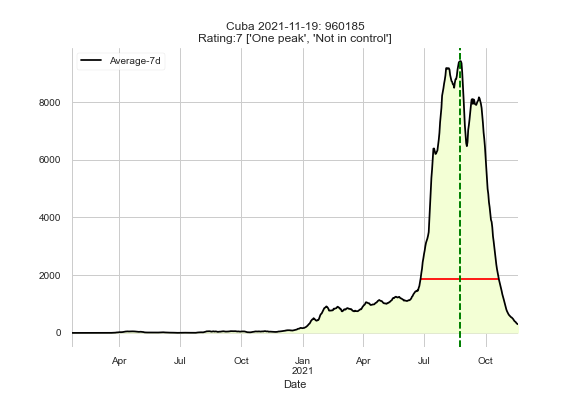 Cuba 2021-11-19: 960185
Rating:7 ['One peak', 'Not in control']
Average-7d
8000
6000
4000
2000
0
Apr Jul Oct Jan Apr Jul Oct
2021
Date